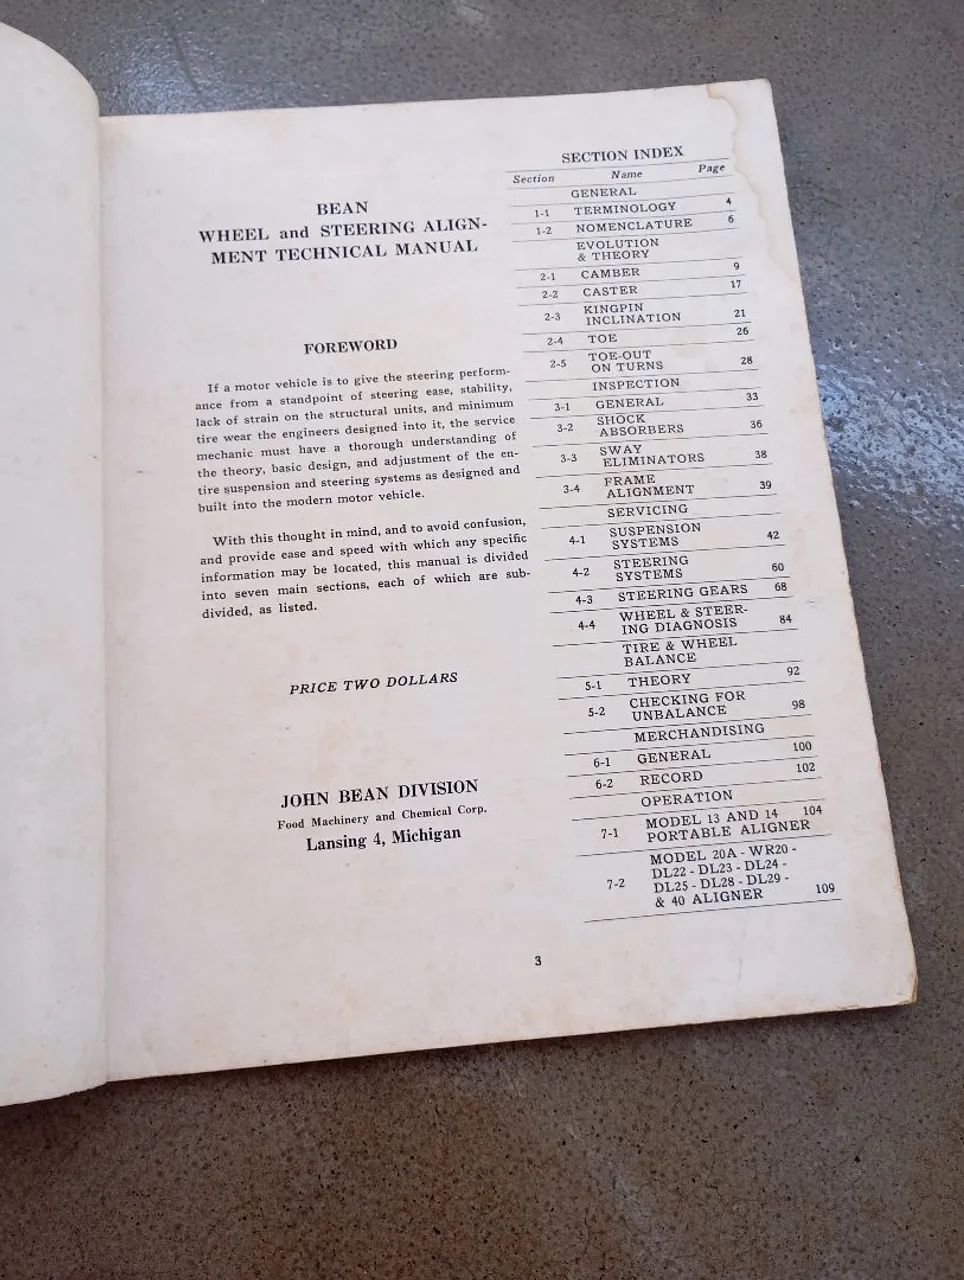 BEAN
WHEEL and STEERING ALIGN-
MENT TECHNICAL MANUAL
FOREWORD
If a motor vehicle is to give the steering perform-
ance from a standpoint of steering ease, stability,
lack of strain on the structural units, and minimum
tire wear the engineers designed into it, the service
mechanic must have a thorough understanding of
the theory, basic design, and adjustment of the en-
tire suspension and steering systems as designed and
built into the modern motor vehicle.
With this thought in mind, and to avoid confusion,
and provide ease and speed with which any specific
information may be located, this manual is divided
into seven main sections, each of which are sub-
divided, as listed.
PRICE TWO DOLLARS
JOHN BEAN DIVISION
Food Machinery and Chemical Corp.
Lansing 4, Michigan
SECTION INDEX
Section Name Page
GENERAL
1-1 TERMINOLOGY 4
1-2 NOMENCLATURE 6
EVOLUTION
& THEORY
2-1 CAMBER 9
2-2 CASTER 17
2-3 KINGPIN
INCLINATION 21
2-4 TOE 26
2-5 TOE-OUT
ON TURNS 28
INSPECTION
3-1 GENERAL 33
3-2 SHOCK
ABSORBERS 36
3-3 SWAY
ELIMINATORS 38
3-4 FRAME
ALIGNMENT 39
SERVICING
4-1 SUSPENSION
SYSTEMS 42
4-2 STEERING
SYSTEMS 60
4-3 STEERING GEARS 68
4-4 WHEEL & STEER-
ING DIAGNOSIS 84
TIRE & WHEEL
BALANCE
5-1 THEORY 92
5-2 CHECKING FOR
UNBALANCE 98
MERCHANDISING
6-1 GENERAL 100
6-2 RECORD 102
OPERATION
7-1 MODEL 13 AND 14 104
PORTABLE ALIGNER
7-2 MODEL 20A - WR20 -
DL22 - DL23 - DL24 -
DL25 - DL28 - DL29 -
& 40 ALIGNER 109
3